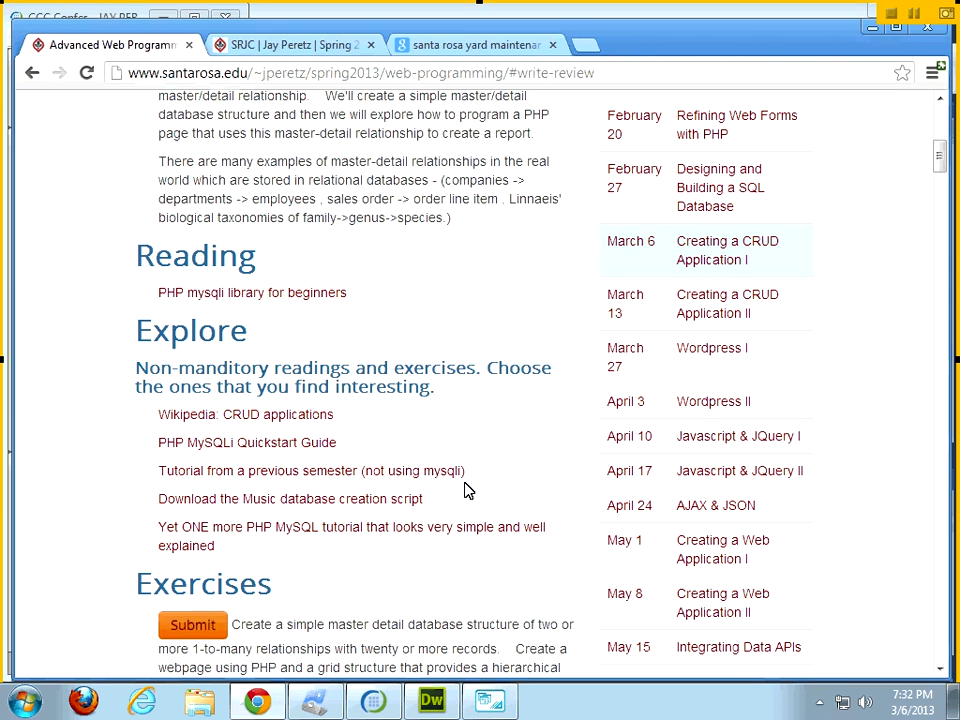 CCC Confer - JAY PER
Advanced Web Programm
SRJC | Jay Peretz | Spring 2
santa rosa yard maintenan
www.santarosa.edu/~jperetz/spring2013/web-programming/#write-review
master/detail relationship. We'll create a simple master/detail
database structure and then we will explore how to program a PHP
page that uses this master-detail relationship to create a report.
There are many examples of master-detail relationships in the real
world which are stored in relational databases - (companies ->
departments -> employees , sales order -> order line item , Linnaeis'
biological taxonomies of family->genus->species.)
Reading
PHP mysqli library for beginners
Explore
Non-manditory readings and exercises. Choose
the ones that you find interesting.
Wikipedia: CRUD applications
PHP MySQLi Quickstart Guide
Tutorial from a previous semester (not using mysqli)
Download the Music database creation script
Yet ONE more PHP MySQL tutorial that looks very simple and well
explained
Exercises
Submit Create a simple master detail database structure of two or
more 1-to-many relationships with twenty or more records. Create a
webpage using PHP and a grid structure that provides a hierarchical
February Refining Web Forms
20 with PHP
February Designing and
27 Building a SQL
Database
March 6 Creating a CRUD
Application I
March Creating a CRUD
13 Application II
March Wordpress I
27
April 3 Wordpress II
April 10 Javascript & JQuery I
April 17 Javascript & JQuery II
April 24 AJAX & JSON
May 1 Creating a Web
Application I
May 8 Creating a Web
Application II
May 15 Integrating Data APIs
Dw
7:32 PM
3/6/2013